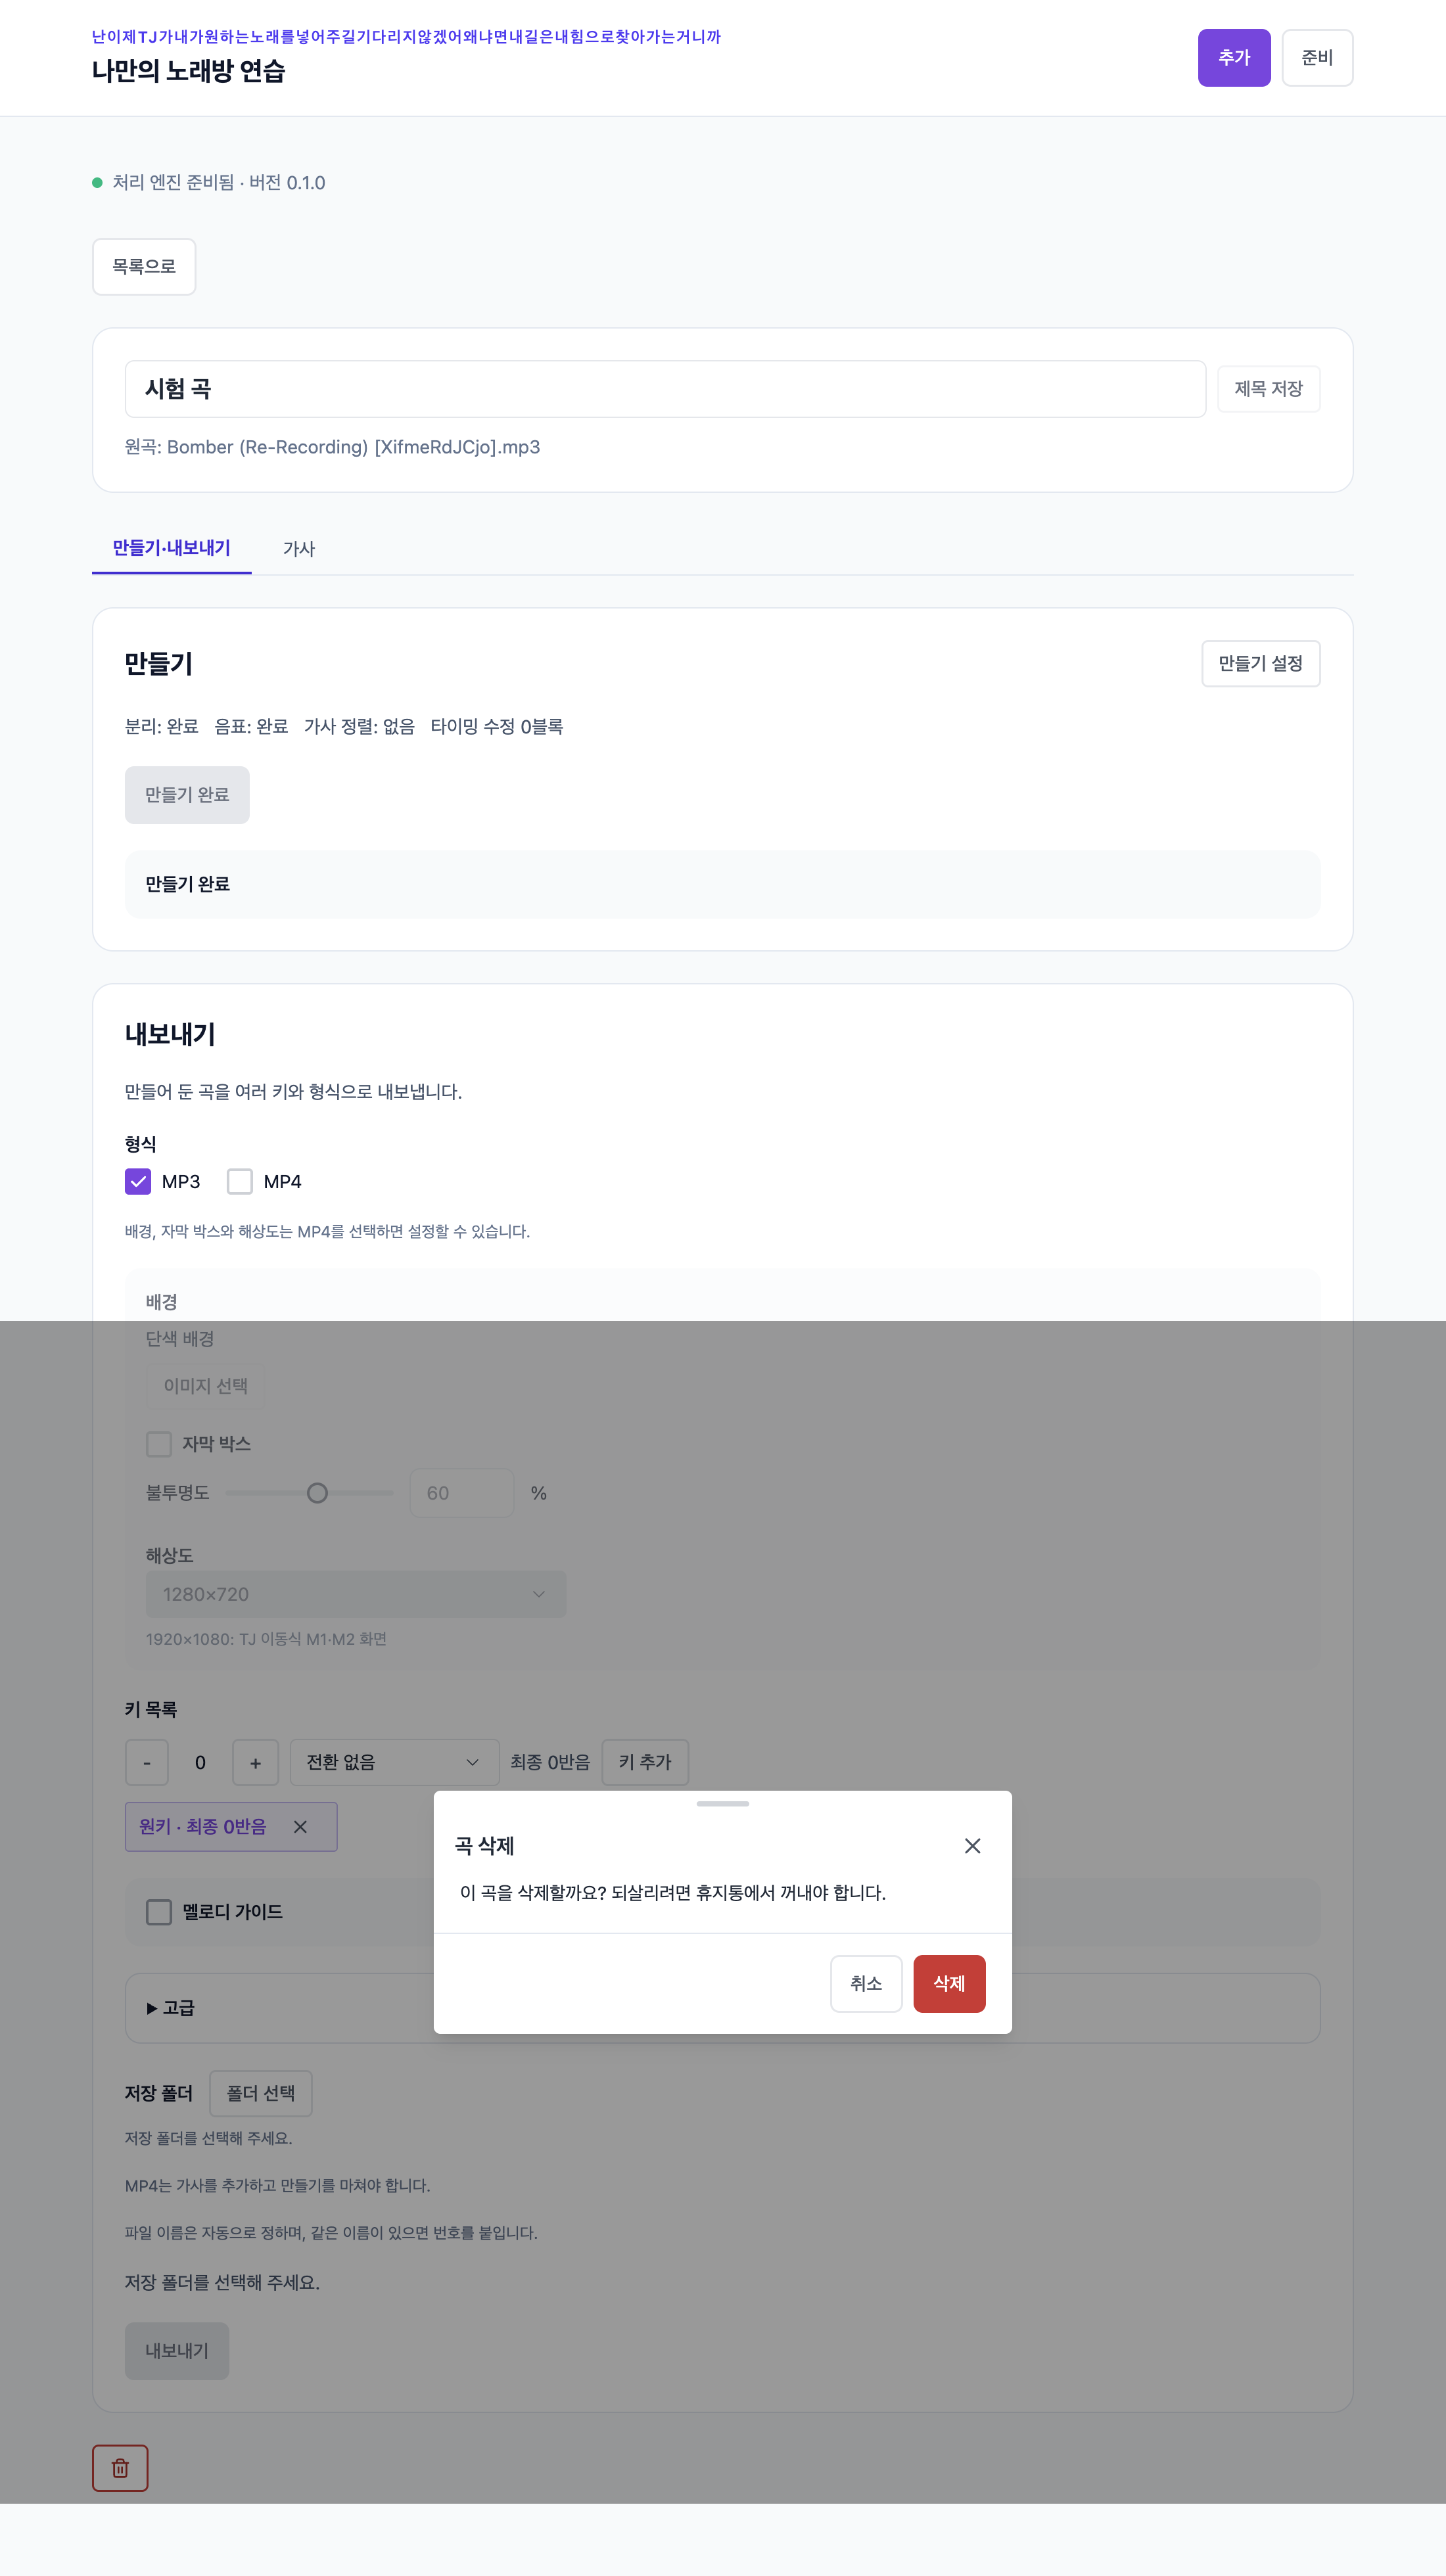 난이제TJ가내가원하는노래를넣어주길기다리지않겠어왜냐면내길은내힘으로찾아가는거니까
나만의 노래방 연습
추가
준비
처리 엔진 준비됨 · 버전 0.1.0
목록으로
시험 곡
제목 저장
원곡: Bomber (Re-Recording) [XifmeRdJCjo].mp3
만들기·내보내기
가사
만들기
만들기 설정
분리: 완료 음표: 완료 가사 정렬: 없음 타이밍 수정 0블록
만들기 완료
만들기 완료
내보내기
만들어 둔 곡을 여러 키와 형식으로 내보냅니다.
형식
MP3
MP4
배경, 자막 박스와 해상도는 MP4를 선택하면 설정할 수 있습니다.
배경
단색 배경
이미지 선택
자막 박스
불투명도
60
%
해상도
1280×720
1920×1080: TJ 이동식 M1·M2 화면
키 목록
-
0
+
전환 없음
최종 0반음
키 추가
원키 · 최종 0반음
곡 삭제
이 곡을 삭제할까요? 되살리려면 휴지통에서 꺼내야 합니다.
취소
삭제
멜로디 가이드
고급
저장 폴더
폴더 선택
저장 폴더를 선택해 주세요.
MP4는 가사를 추가하고 만들기를 마쳐야 합니다.
파일 이름은 자동으로 정하며, 같은 이름이 있으면 번호를 붙입니다.
저장 폴더를 선택해 주세요.
내보내기